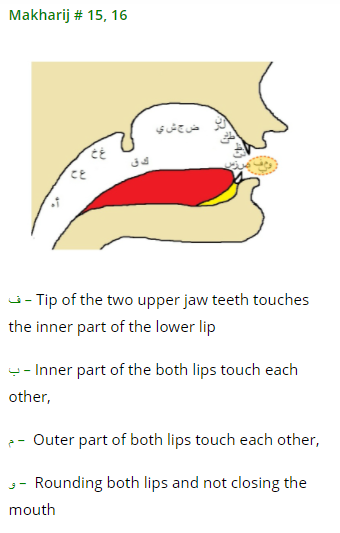 Makharij # 15, 16
ض ج ش ي
غ خ
ك ق
ع ح
أ ه
ف – Tip of the two upper jaw teeth touches
the inner part of the lower lip
ب – Inner part of the both lips touch each
other,
م – Outer part of both lips touch each other,
و – Rounding both lips and not closing the
mouth